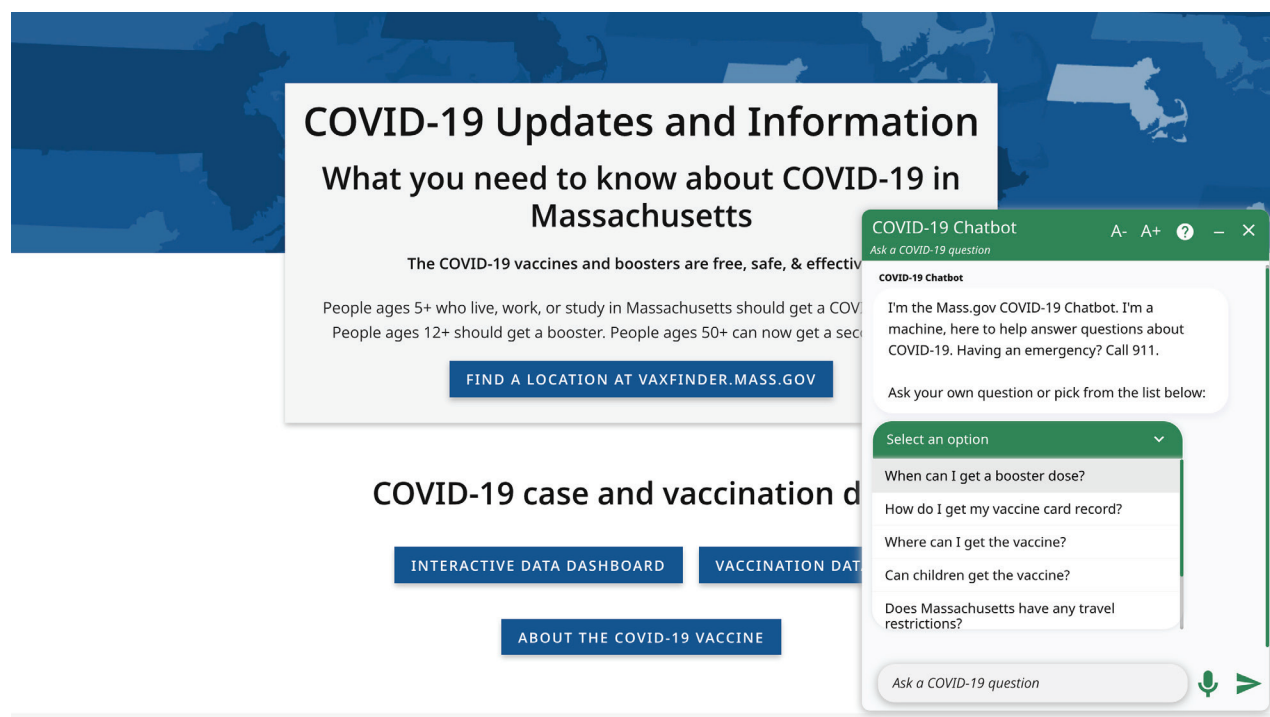 COVID-19 Updates and Information
What you need to know about COVID-19 in
Massachusetts
The COVID-19 vaccines and boosters are free, safe, &
People ages 5+ who live, work, or study in Massachusetts should get a
People ages 12+ should get a booster. People ages 50+ can now get a
FIND A LOCATION AT VAXFINDER.MASS.GOV
COVID-19 case and vaccination
INTERACTIVE DATA DASHBOARD
VACCINATION
ABOUT THE COVID-19 VACCINE
COVID-19 Chatbot
A- A+ ? – ×
Ask a COVID-19 question
COVID-19 Chatbot
I'm the Mass.gov COVID-19 Chatbot. I'm a
machine, here to help answer questions about
COVID-19. Having an emergency? Call 911.
Ask your own question or pick from the list below:
Select an option
When can I get a booster dose?
How do I get my vaccine card record?
Where can I get the vaccine?
Can children get the vaccine?
Does Massachusetts have any travel
restrictions?
Ask a COVID-19 question